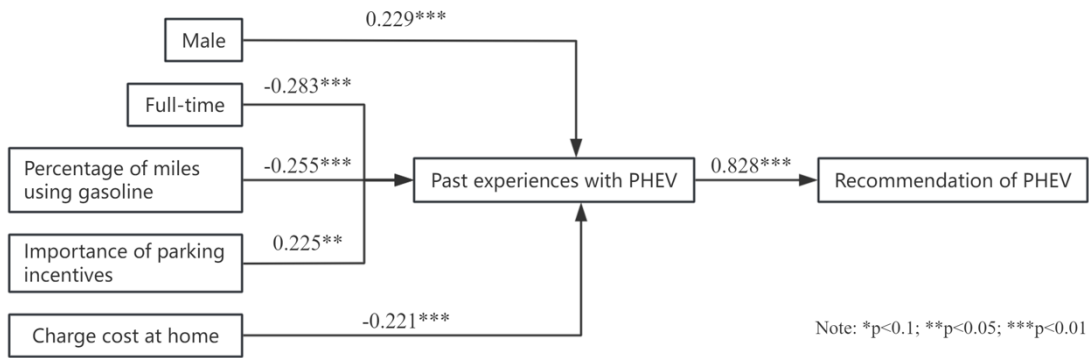 0.229***
Male
-0.283***
Full-time
Percentage of miles
using gasoline
-0.255***
Past experiences with PHEV
0.828***
Recommendation of PHEV
Importance of parking
incentives
0.225**
Charge cost at home
-0.221***
Note: *p<0.1; **p<0.05; ***p<0.01